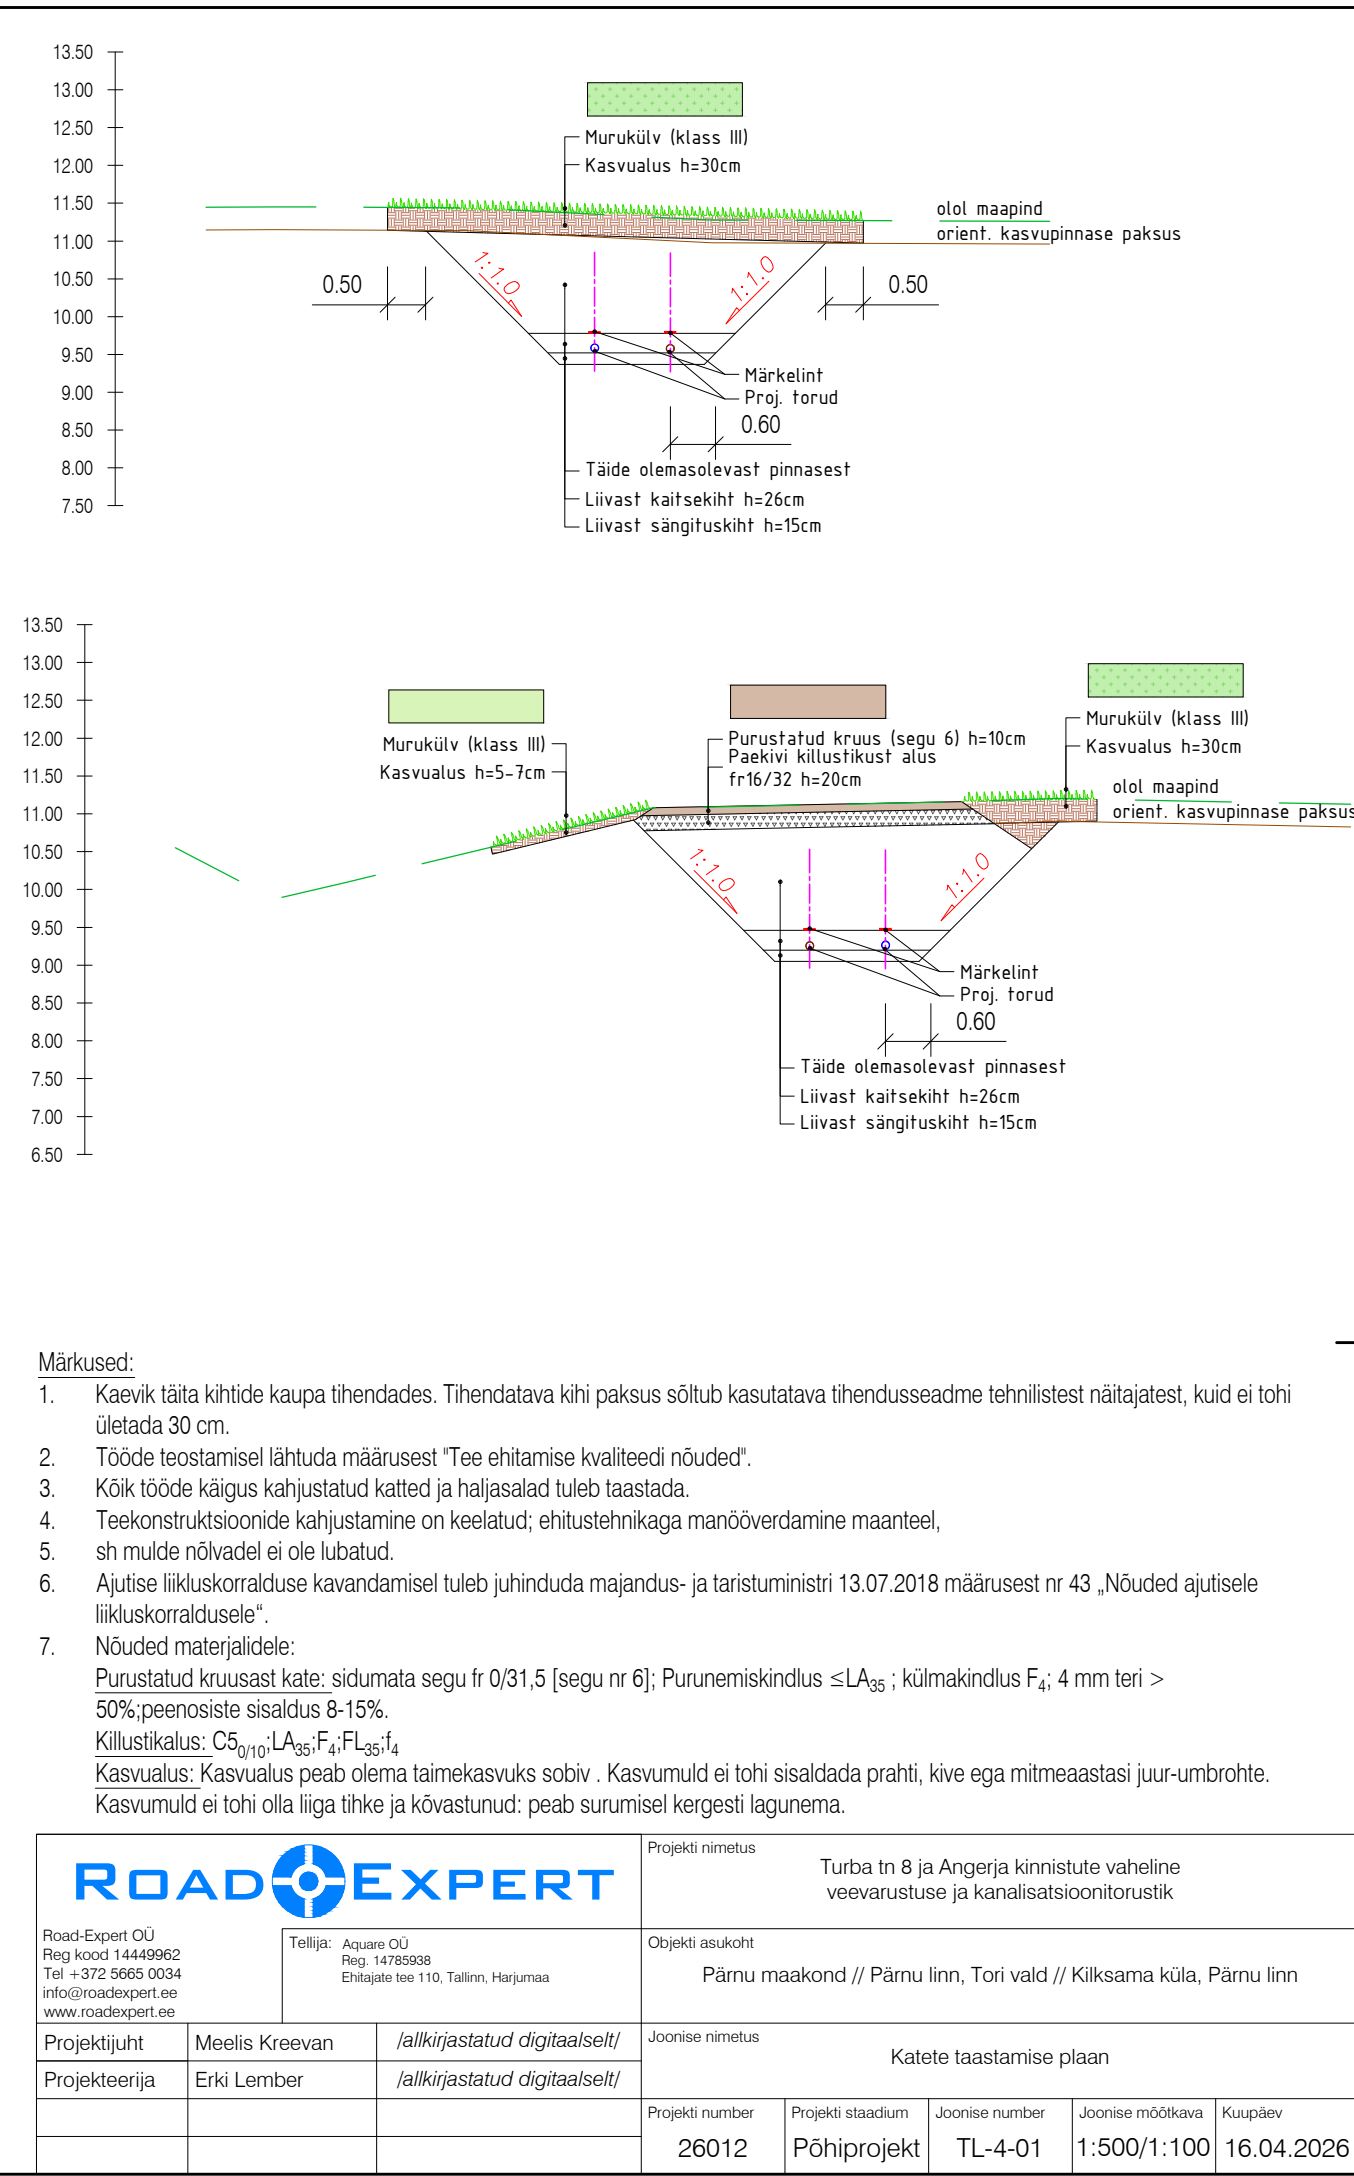 13.50
13.00
12.50
12.00
11.50
11.00
10.50
10.00
9.50
9.00
8.50
8.00
7.50
Murukülv (klass III)
Kasvualus h=30cm
olol maapind
orient. kasvupinnase paksus
1:1.0
1:1.0
0.50
0.50
Märkelint
Proj. torud
0.60
Täide olemasolevast pinnasest
Liivast kaitsekiht h=26cm
Liivast sängituskiht h=15cm
13.50
13.00
12.50
12.00
11.50
11.00
10.50
10.00
9.50
9.00
8.50
8.00
7.50
7.00
6.50
Murukülv (klass III)
Kasvualus h=5-7cm
Purustatud kruus (segu 6) h=10cm
Paekivi killustikust alus
fr16/32 h=20cm
Murukülv (klass III)
Kasvualus h=30cm
olol maapind
orient. kasvupinnase paksus
1:1.0
1:1.0
Märkelint
Proj. torud
0.60
Täide olemasolevast pinnasest
Liivast kaitsekiht h=26cm
Liivast sängituskiht h=15cm
Märkused:
1. Kaevik täita kihtide kaupa tihendades. Tihendatava kihi paksus sõltub kasutatava tihendusseadme tehnilistest näitajatest, kuid ei tohi
ületada 30 cm.
2. Tööde teostamisel lähtuda määrusest "Tee ehitamise kvaliteedi nõuded".
3. Kõik tööde käigus kahjustatud katted ja haljasalad tuleb taastada.
4. Teekonstruktsioonide kahjustamine on keelatud; ehitustehnikaga manööverdamine maanteel,
5. sh mulde nõlvadel ei ole lubatud.
6. Ajutise liikluskorralduse kavandamisel tuleb juhinduda majandus- ja taristuministri 13.07.2018 määrusest nr 43 „Nõuded ajutisele
liikluskorraldusele“.
7. Nõuded materjalidele:
Purustatud kruusast kate: sidumata segu fr 0/31,5 [segu nr 6]; Purunemiskindlus ≤LA35 ; külmakindlus F4; 4 mm teri >
50%;peenosiste sisaldus 8-15%.
Killustikalus: C50/10;LA35;F4;FL35;f4
Kasvualus: Kasvualus peab olema taimekasvuks sobiv . Kasvumuld ei tohi sisaldada prahti, kive ega mitmeaastasi juur-umbrohte.
Kasvumuld ei tohi olla liiga tihke ja kõvastunud: peab surumisel kergesti lagunema.
ROAD EXPERT
Road-Expert OÜ
Reg kood 14449962
Tel +372 5665 0034
info@roadexpert.ee
www.roadexpert.ee
Tellija: Aquare OÜ
Reg. 14785938
Ehitajate tee 110, Tallinn, Harjumaa
Projekti nimetus
Turba tn 8 ja Angerja kinnistute vaheline
veevarustuse ja kanalisatsioonitorustik
Objekti asukoht
Pärnu maakond // Pärnu linn, Tori vald // Kilksama küla, Pärnu linn
Projektijuht Meelis Kreevan /allkirjastatud digitaalselt/
Projekteerija Erki Lember /allkirjastatud digitaalselt/
Joonise nimetus
Katete taastamise plaan
Projekti number Projekti staadium Joonise number Joonise mõõtkava Kuupäev
26012 Põhiprojekt TL-4-01 1:500/1:100 16.04.2026